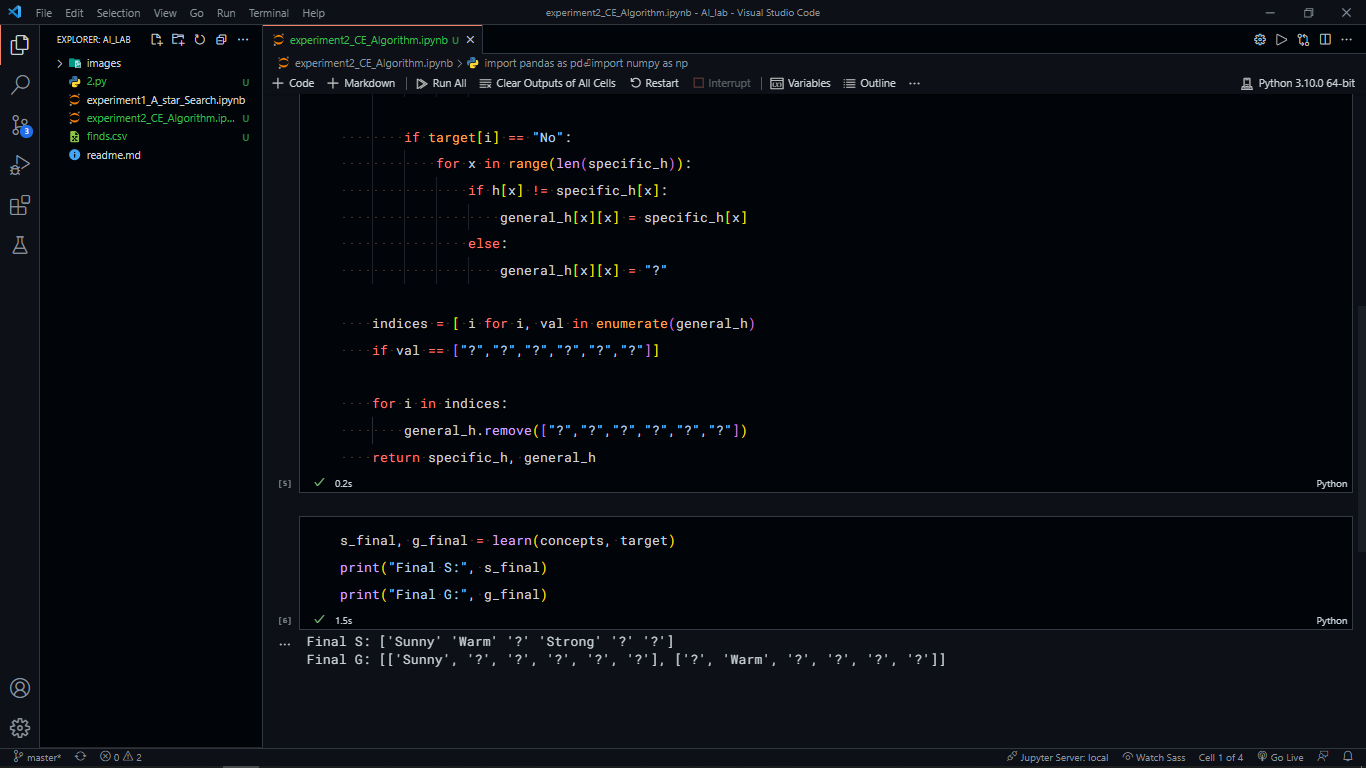 File Edit Selection View Go Run Terminal Help experiment2_CE_Algorithm.ipynb - AI_lab - Visual Studio Code
EXPLORER: AI_LAB
images
2.py U
experiment1_A_star_Search.ipynb
experiment2_CE_Algorithm.ip... U
finds.csv U
readme.md
3
experiment2_CE_Algorithm.ipynb U
experiment2_CE_Algorithm.ipynb > import pandas as pd⏎import numpy as np
+ Code + Markdown Run All Clear Outputs of All Cells Restart Interrupt Variables Outline ... Python 3.10.0 64-bit
if target[i] == "No":
for x in range(len(specific_h)):
if h[x] != specific_h[x]:
general_h[x][x] = specific_h[x]
else:
general_h[x][x] = "?"
indices = [ i for i, val in enumerate(general_h)
if val == ["?","?","?","?","?","?"]]
for i in indices:
general_h.remove(["?","?","?","?","?","?"])
return specific_h, general_h
[5] 0.2s Python
s_final, g_final = learn(concepts, target)
print("Final S:", s_final)
print("Final G:", g_final)
[6] 1.5s Python
... Final S: ['Sunny' 'Warm' '?' 'Strong' '?' '?']
Final G: [['Sunny', '?', '?', '?', '?', '?'], ['?', 'Warm', '?', '?', '?', '?']]
master* 0 2 Jupyter Server: local Watch Sass Cell 1 of 4 Go Live